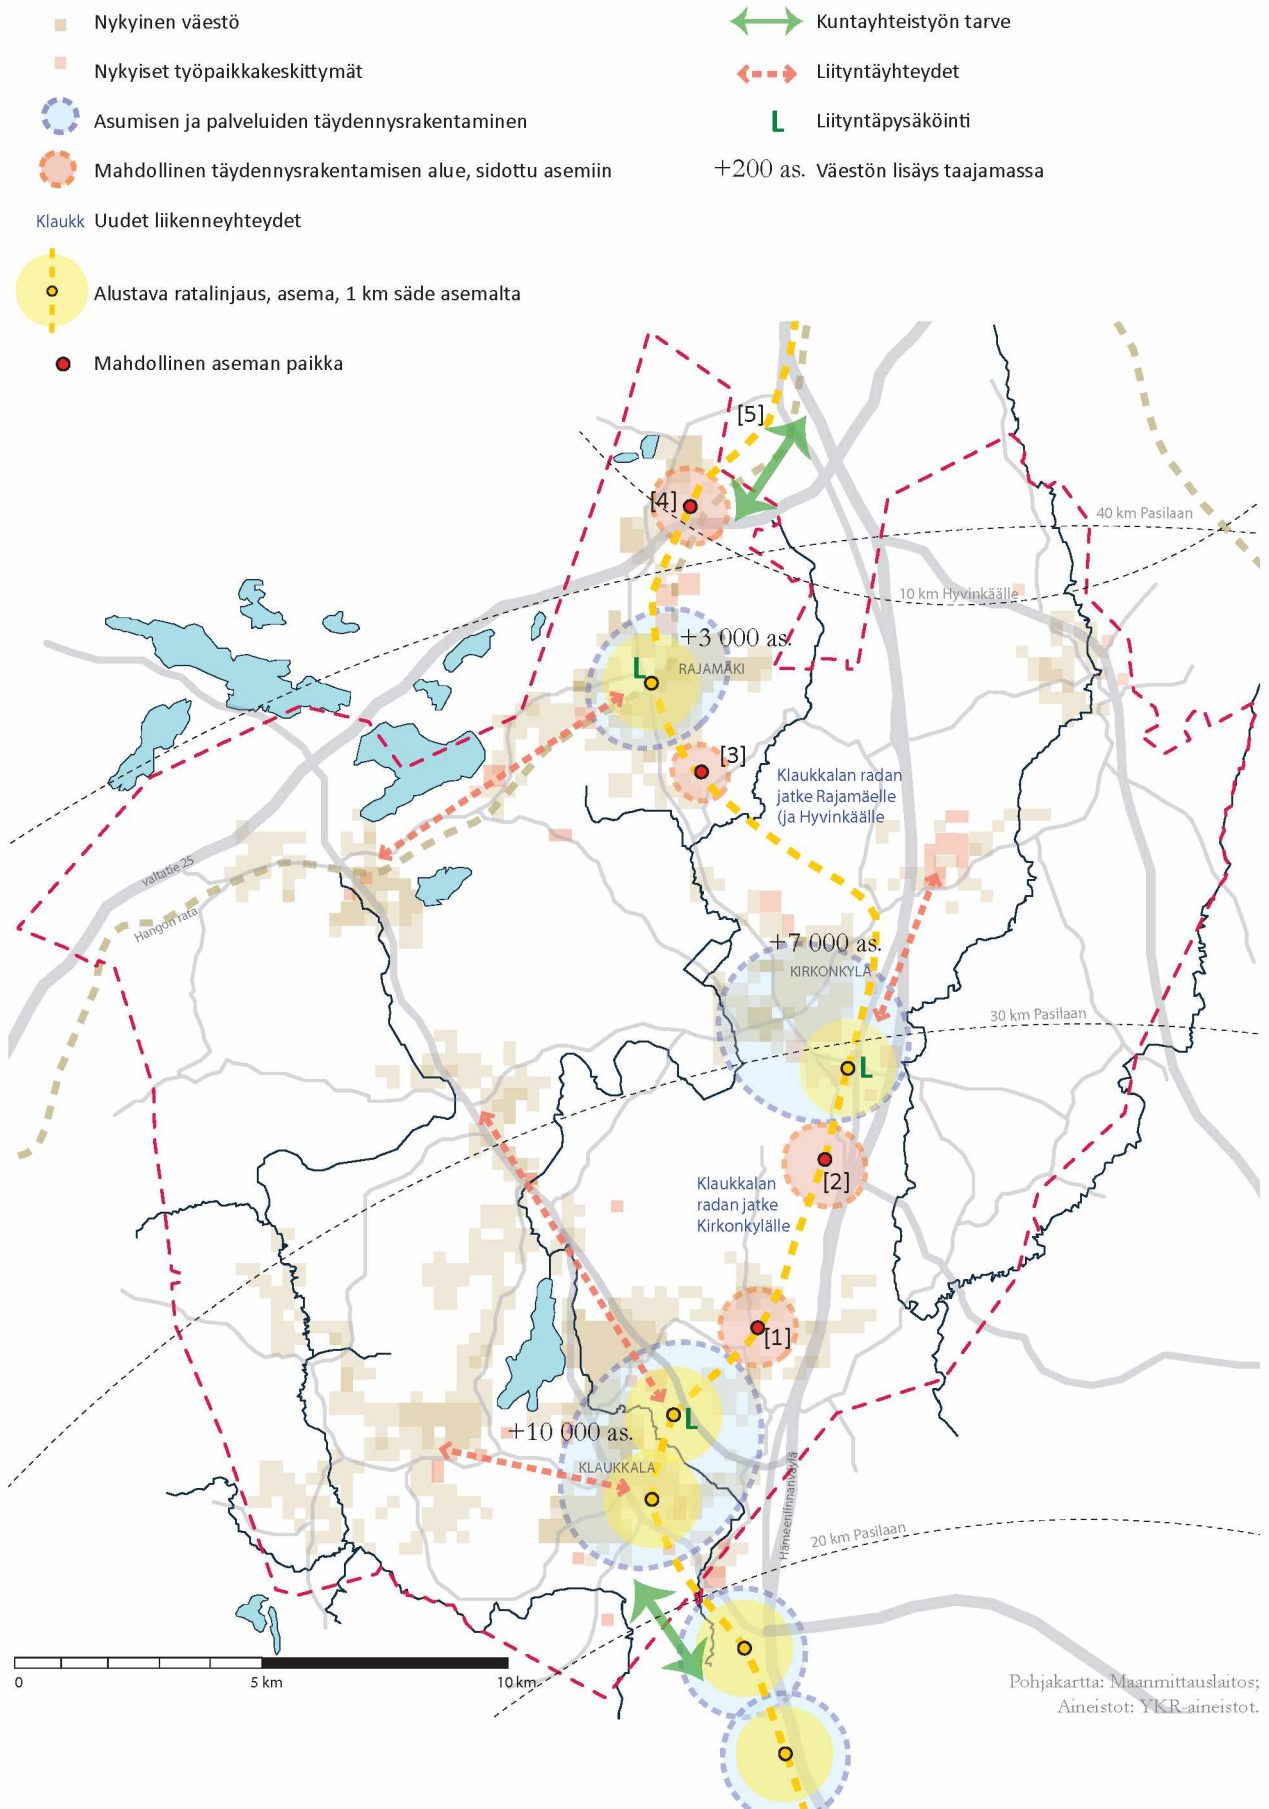 Nykyinen väestö
Nykyiset työpaikkakeskittymät
Asumisen ja palveluiden täydennysrakentaminen
Mahdollinen täydennysrakentamisen alue, sidottu asemiin
Klaukk Uudet liikenneyhteydet
Alustava ratalinjaus, asema, 1 km säde asemalta
Mahdollinen aseman paikka
Kuntayhteistyön tarve
Liityntäyhteydet
L Liityntäpysäköinti
+200 as. Väestön lisäys taajamassa
[5]
[4]
40 km Pasilaan
10 km Hyvinkäälle
+3 000 as.
L
RAJAMÄKI
[3]
Klaukkalan radan
jatke Rajamäelle
(ja Hyvinkäälle
valtatie 25
Hangon rata
+7 000 as.
KIRKONKYLÄ
30 km Pasilaan
L
[2]
Klaukkalan
radan jatke
Kirkonkylälle
[1]
L
+10 000 as.
KLAUKKALA
Hämeenlinnanväylä
20 km Pasilaan
0
5 km
10 km
Pohjakartta: Maanmittauslaitos;
Aineistot: YKR-aineistot.